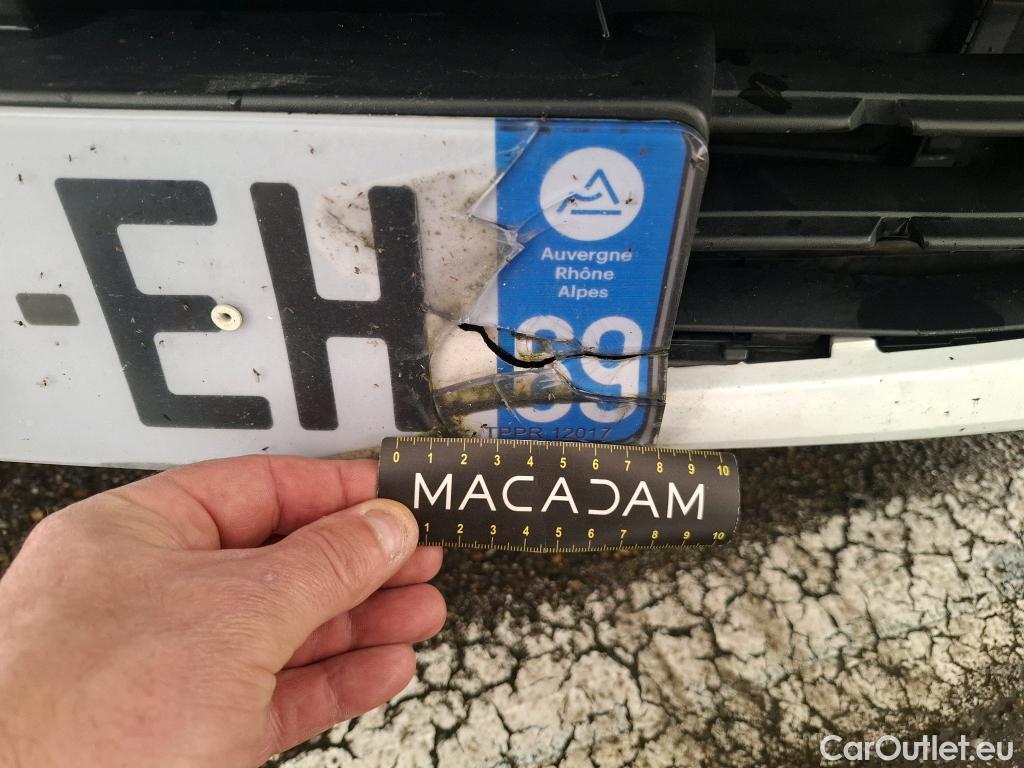 -EH
Auvergne
Rhône
Alpes
69
TPPR 12017
0 1 2 3 4 5 6 7 8 9 10
MACADAM
1 2 3 4 5 6 7 8 9 10
CarOutlet.eu